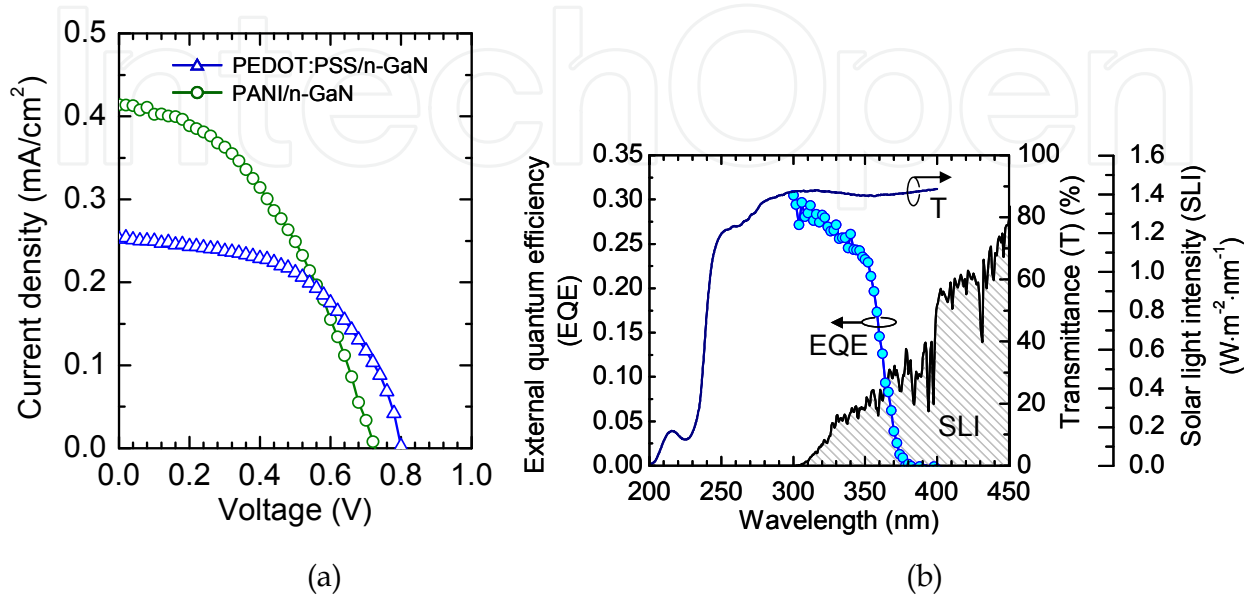 IntechOpen
0.5
0.4
0.3
0.2
0.1
0.0
Current density (mA/cm²)
PEDOT:PSS/n-GaN
PANI/n-GaN
0.0 0.2 0.4 0.6 0.8 1.0
Voltage (V)
(a)
External quantum efficiency
(EQE)
0.35
0.30
0.25
0.20
0.15
0.10
0.05
0.00
T
EQE
SLI
200 250 300 350 400 450
Wavelength (nm)
100
80
60
40
20
0
Transmittance (T) (%)
1.6
1.4
1.2
1.0
0.8
0.6
0.4
0.2
0.0
Solar light intensity (SLI)
(W·m⁻²·nm⁻¹)
(b)